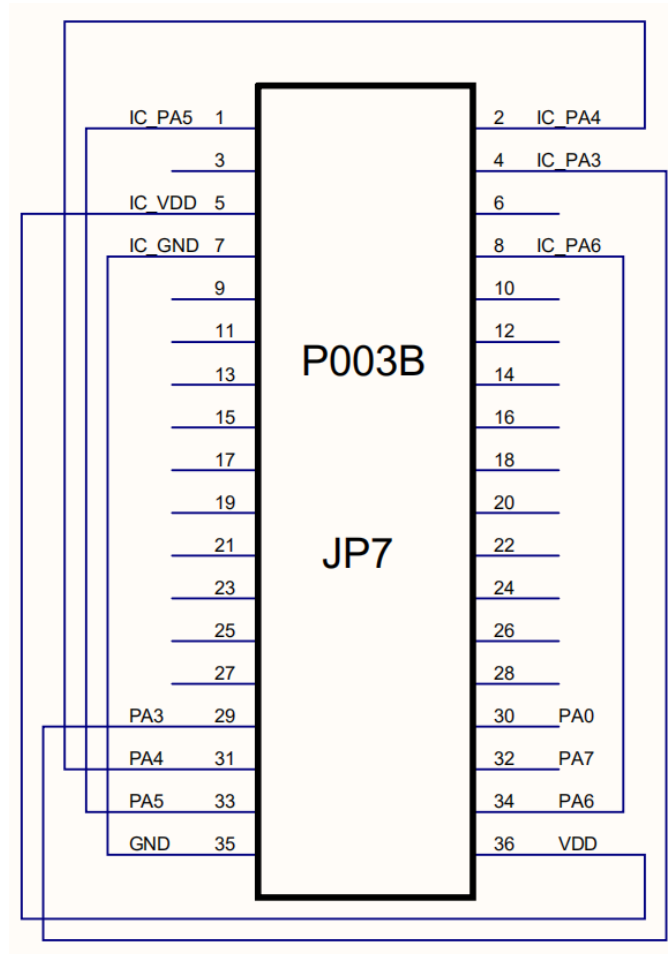 IC_PA5 1 2 IC_PA4
3 4 IC_PA3
IC_VDD 5 6
IC_GND 7 8 IC_PA6
9 10
11 12
P003B
13 14
15 16
17 18
19 20
JP7
21 22
23 24
25 26
27 28
PA3 29 30 PA0
PA4 31 32 PA7
PA5 33 34 PA6
GND 35 36 VDD